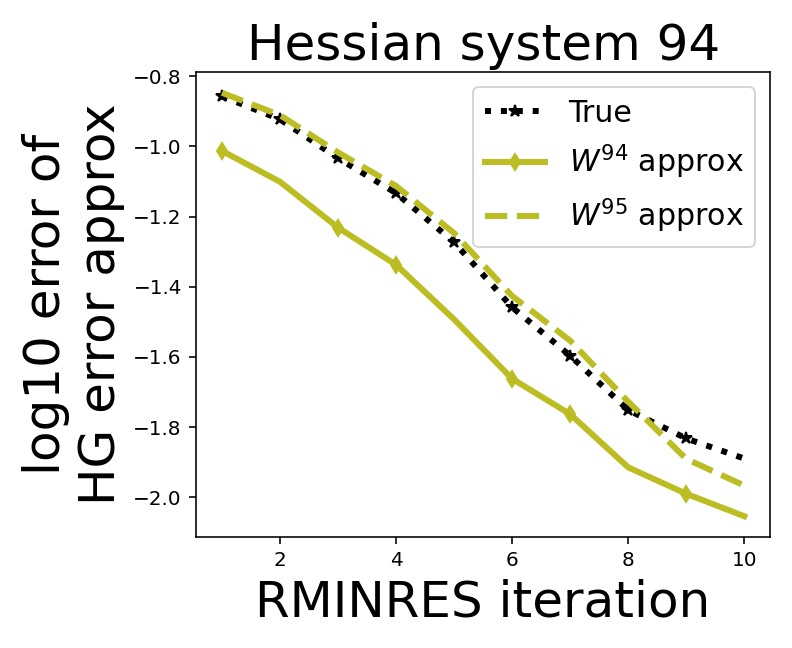 Hessian system 94
log10 error of
HG error approx
−0.8
−1.0
−1.2
−1.4
−1.6
−1.8
−2.0
True
W^94 approx
W^95 approx
2 4 6 8 10
RMINRES iteration